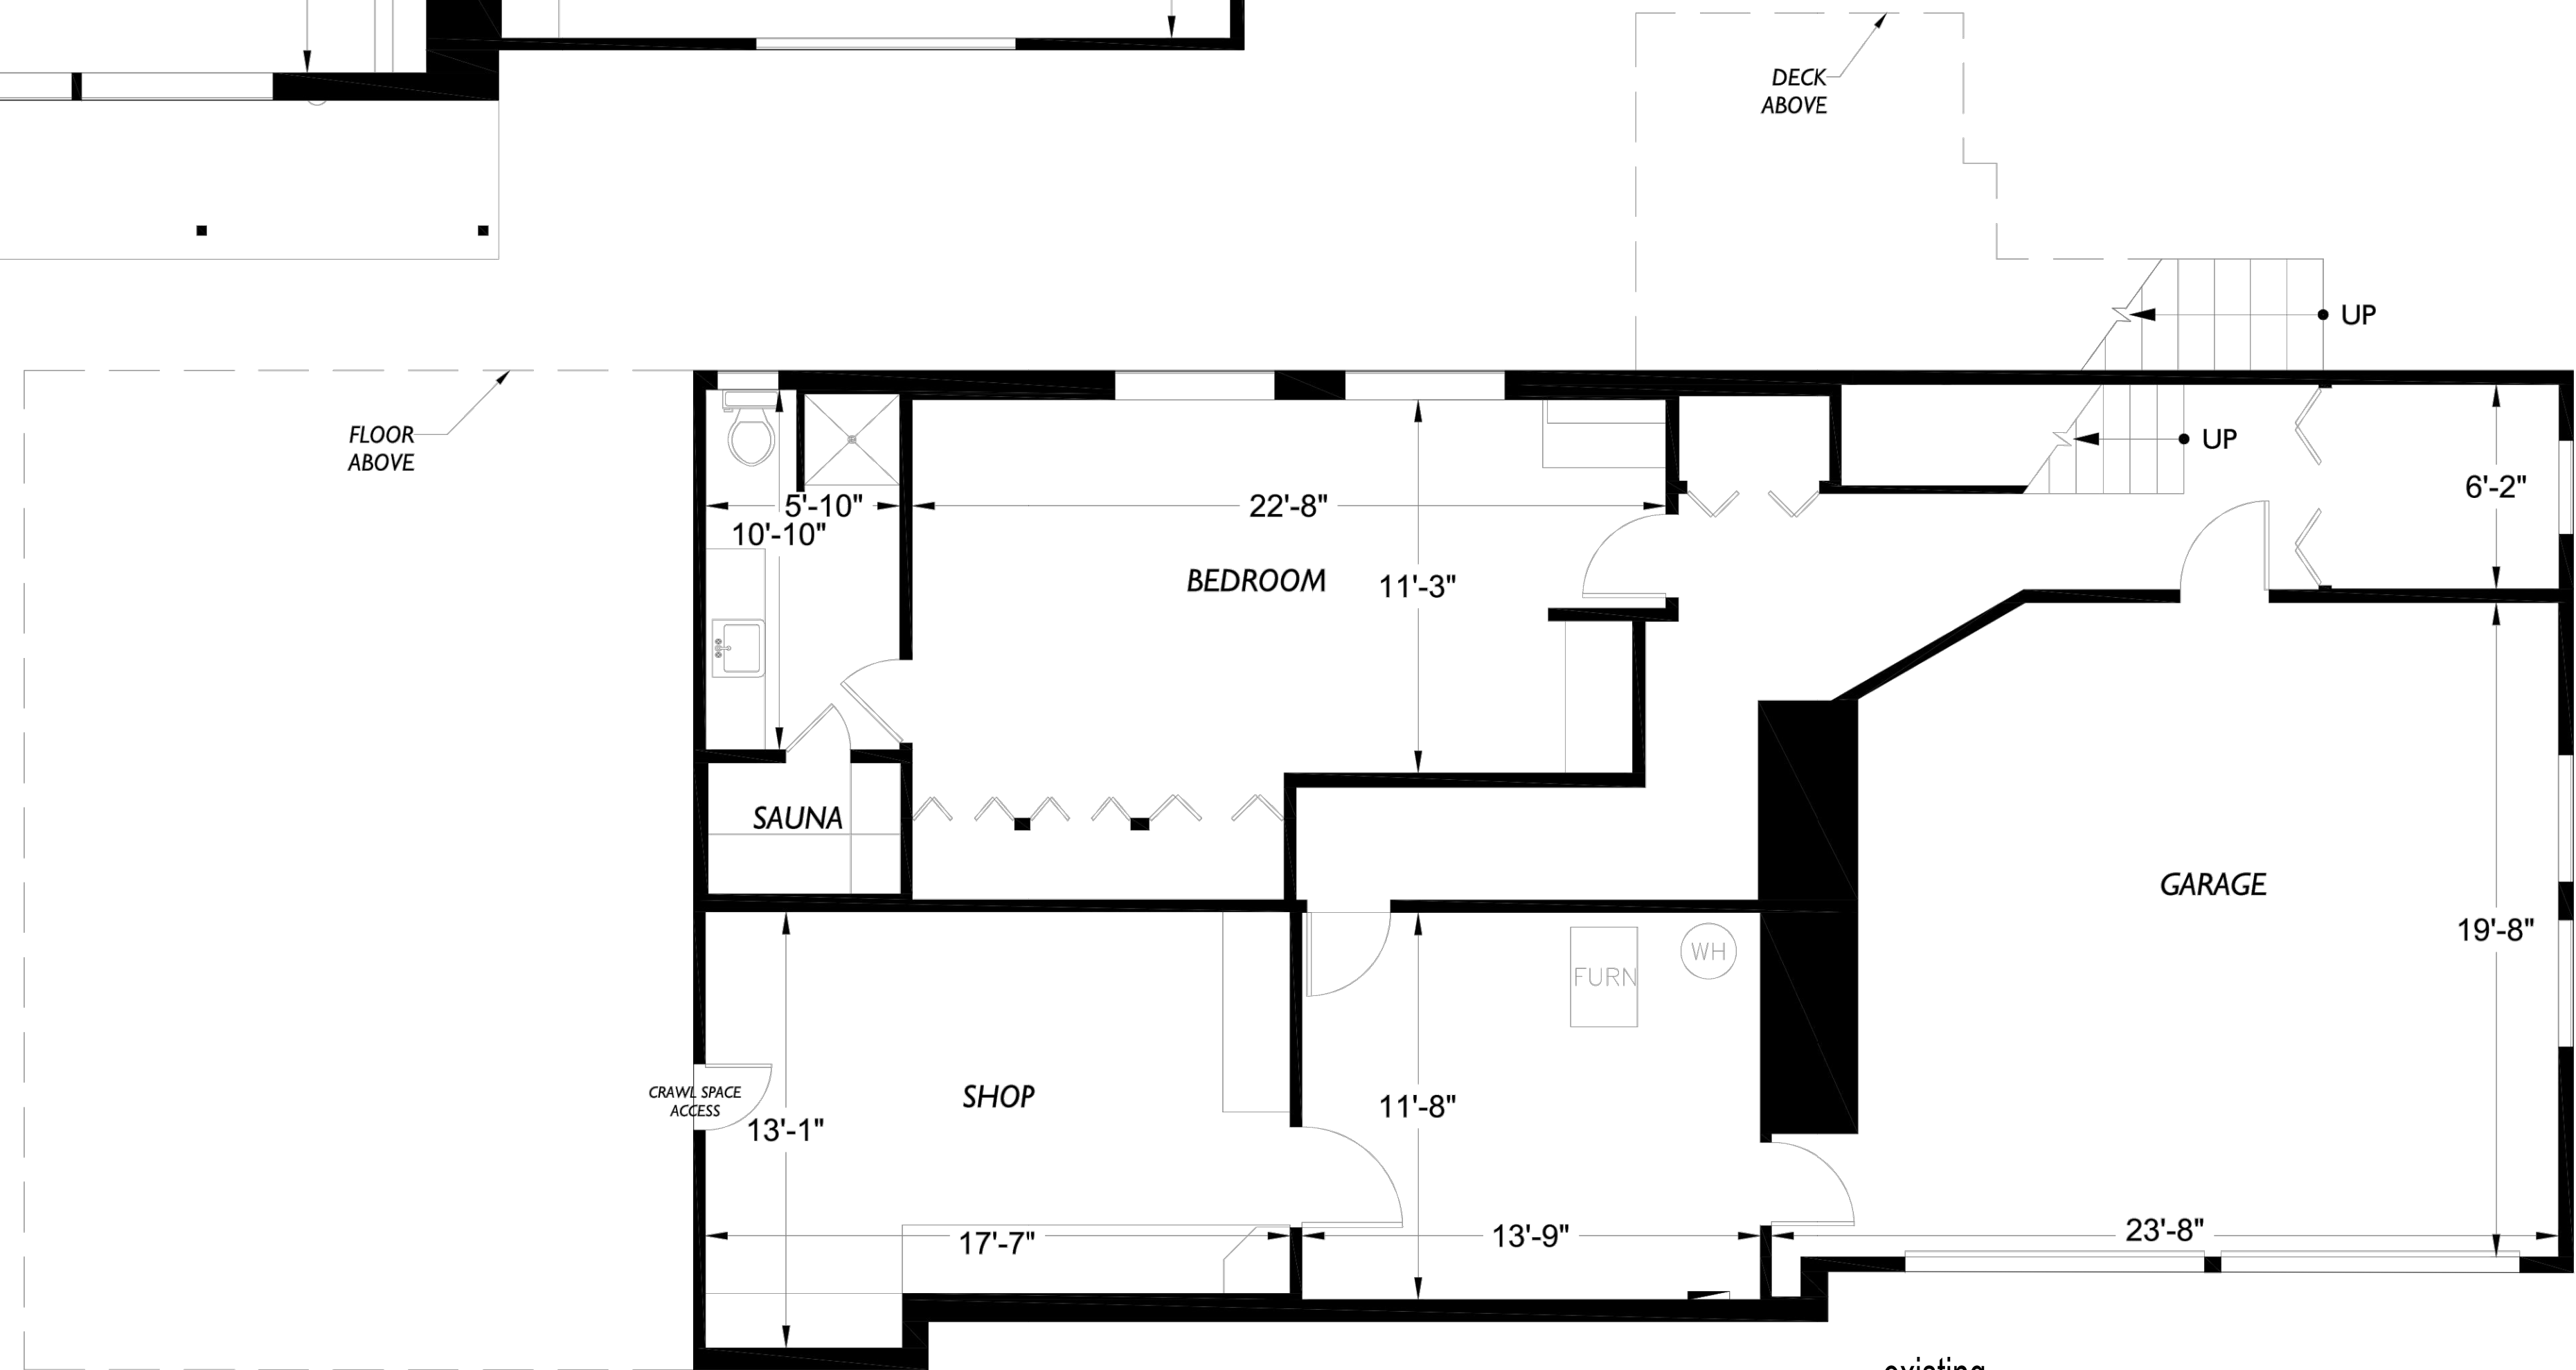 DECK
ABOVE
UP
FLOOR
ABOVE
UP
5'-10"
10'-10"
22'-8"
6'-2"
BEDROOM
11'-3"
SAUNA
GARAGE
19'-8"
FURN
WH
CRAWL SPACE
ACCESS
SHOP
13'-1"
11'-8"
17'-7"
13'-9"
23'-8"
existing